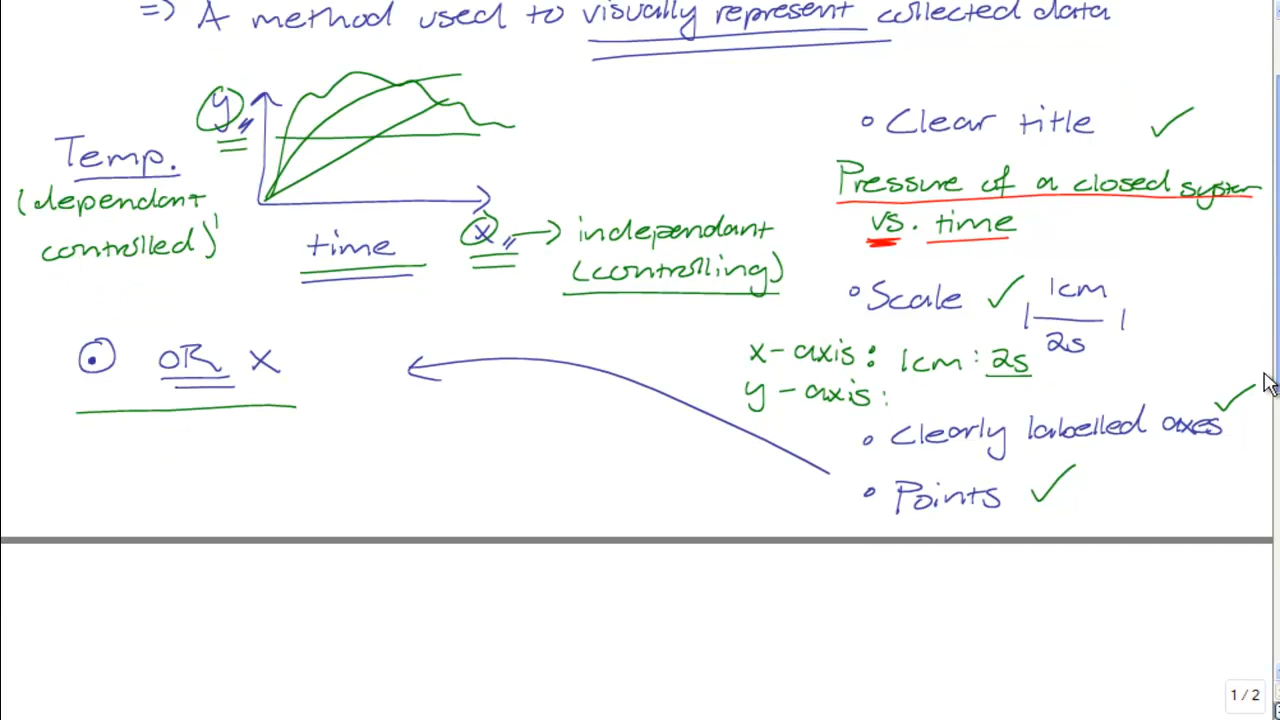 => A method used to visually represent collected data
y
Temp.
(dependant
controlled)
time
x → independant
(controlling)
⊙ OR x
• Clear title ✓
Pressure of a closed system
vs. time
• Scale ✓ | 1cm |
2s
x-axis: 1cm : 2s
y-axis:
• Clearly labelled axes ✓
• Points ✓
1 / 2